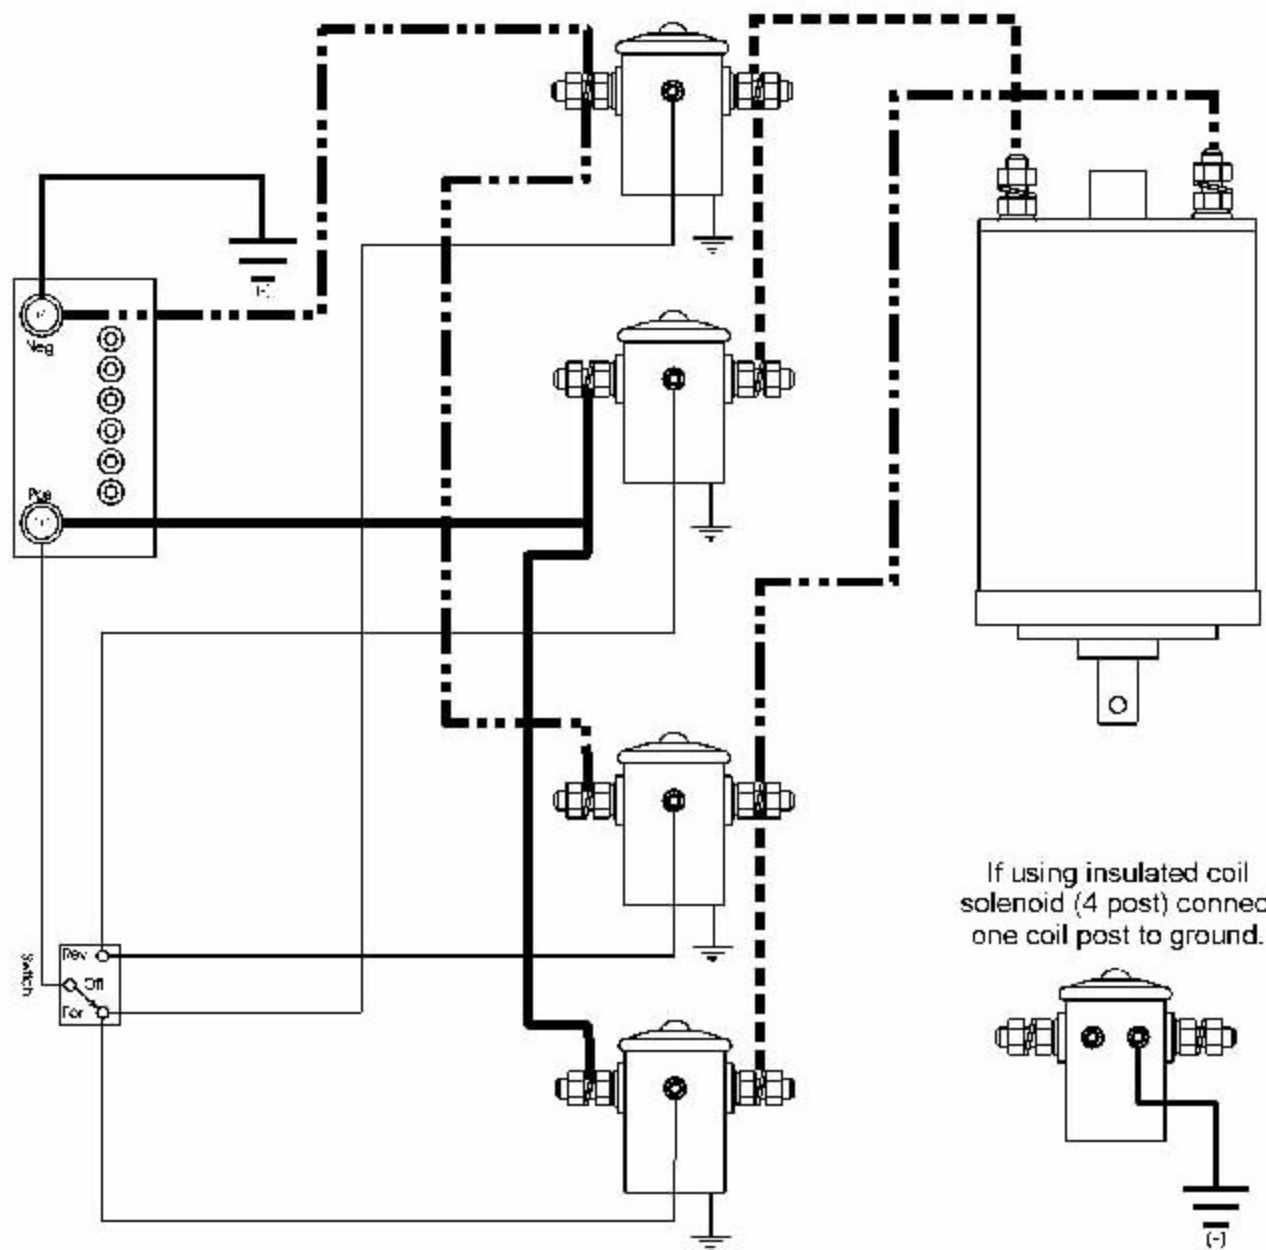 (-)
Neg
Pos
If using insulated coil
solenoid (4 post) connec
one coil post to ground.
Rev
Switch
Off
For
(-)